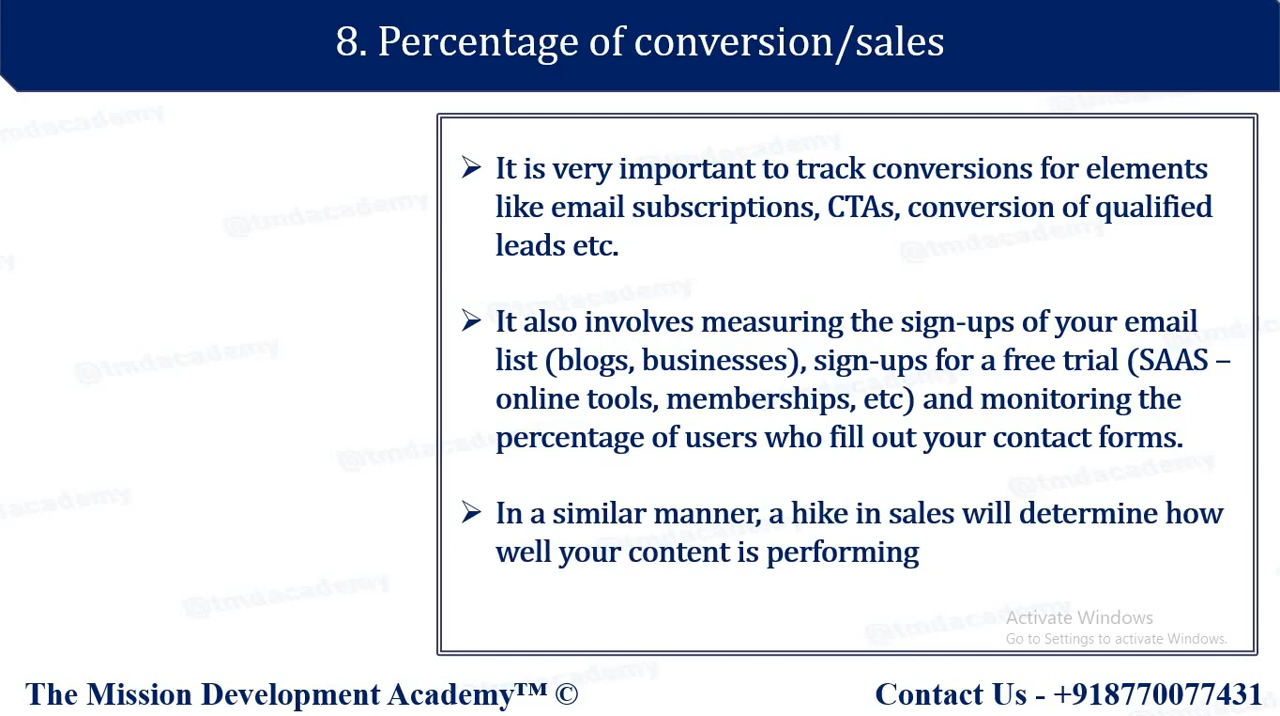 8. Percentage of conversion/sales
➢ It is very important to track conversions for elements
like email subscriptions, CTAs, conversion of qualified
leads etc.
➢ It also involves measuring the sign-ups of your email
list (blogs, businesses), sign-ups for a free trial (SAAS –
online tools, memberships, etc) and monitoring the
percentage of users who fill out your contact forms.
➢ In a similar manner, a hike in sales will determine how
well your content is performing
Activate Windows
Go to Settings to activate Windows.
The Mission Development Academy™ ©
Contact Us - +918770077431
@tmdacademy